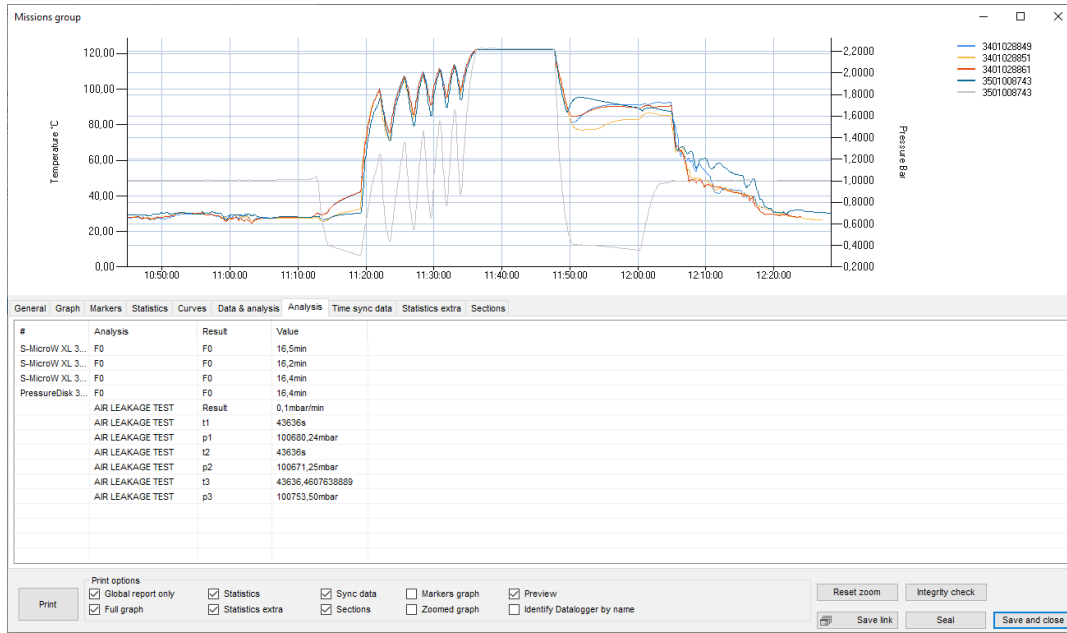 Missions group
120,00
100,00
80,00
60,00
40,00
20,00
0,00
Temperature °C
2,2000
2,0000
1,8000
1,6000
1,4000
1,2000
1,0000
0,8000
0,6000
0,4000
0,2000
Pressure Bar
10:50:00 11:00:00 11:10:00 11:20:00 11:30:00 11:40:00 11:50:00 12:00:00 12:10:00 12:20:00
3401028849
3401028851
3401028861
3501008743
3501008743
General Graph Markers Statistics Curves Data & analysis Analysis Time sync data Statistics extra Sections
# Analysis Result Value
S-MicroW XL 3... F0 F0 16,5min
S-MicroW XL 3... F0 F0 16,2min
S-MicroW XL 3... F0 F0 16,4min
PressureDisk 3... F0 F0 16,4min
AIR LEAKAGE TEST Result 0,1mbar/min
AIR LEAKAGE TEST t1 43636s
AIR LEAKAGE TEST p1 100680,24mbar
AIR LEAKAGE TEST t2 43636s
AIR LEAKAGE TEST p2 100671,25mbar
AIR LEAKAGE TEST t3 43636,4607638889
AIR LEAKAGE TEST p3 100753,50mbar
Print
Print options
Global report only Statistics Sync data Markers graph Preview
Full graph Statistics extra Sections Zoomed graph Identify Datalogger by name
Reset zoom Integrity check
Save link Seal Save and close